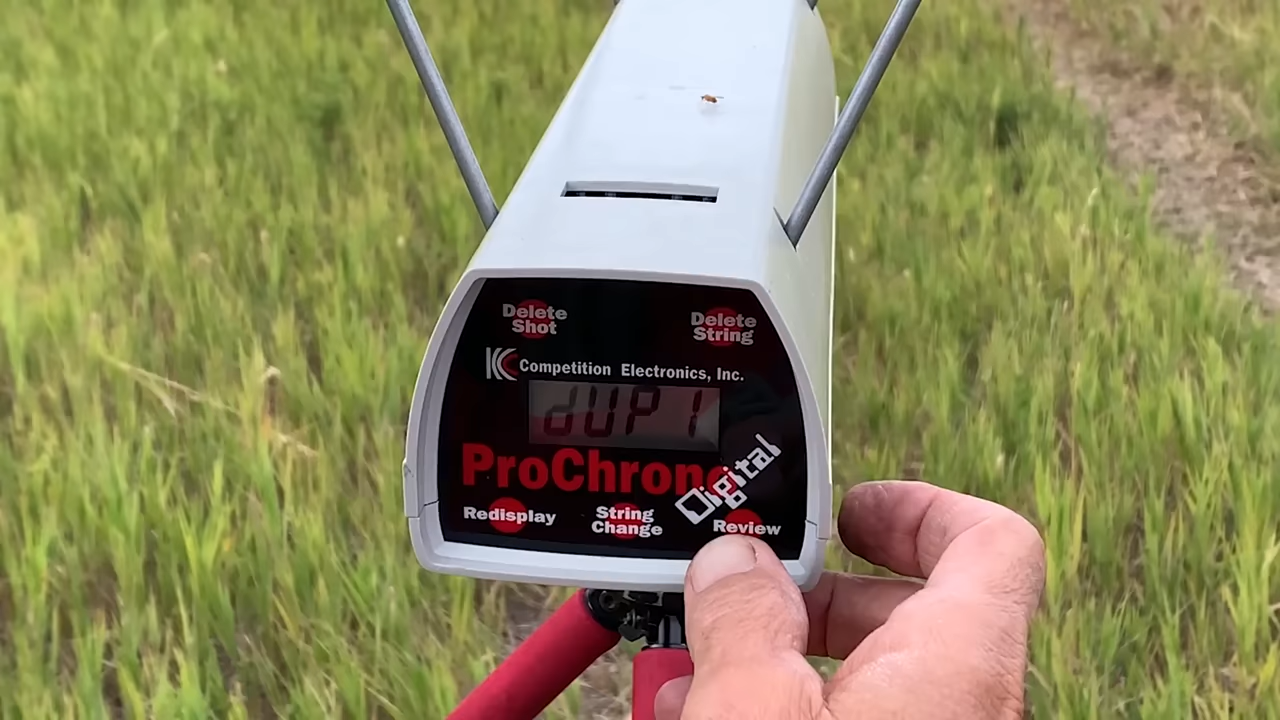 Delete
Shot
Delete
String
Competition Electronics, Inc.
dUP 1
ProChrono
Digital
Redisplay
String
Change
Review